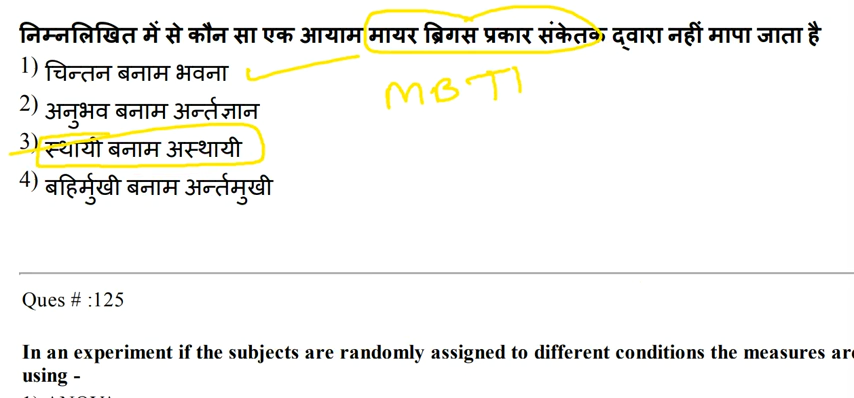 निम्नलिखित में से कौन सा एक आयाम मायर ब्रिगस प्रकार संकेतक द्वारा नहीं मापा जाता है
1) चिन्तन बनाम भवना
MBTI
2) अनुभव बनाम अर्न्तज्ञान
3) स्थायी बनाम अस्थायी
4) बहिर्मुखी बनाम अर्न्तमुखी
Ques # :125
In an experiment if the subjects are randomly assigned to different conditions the measures
using -